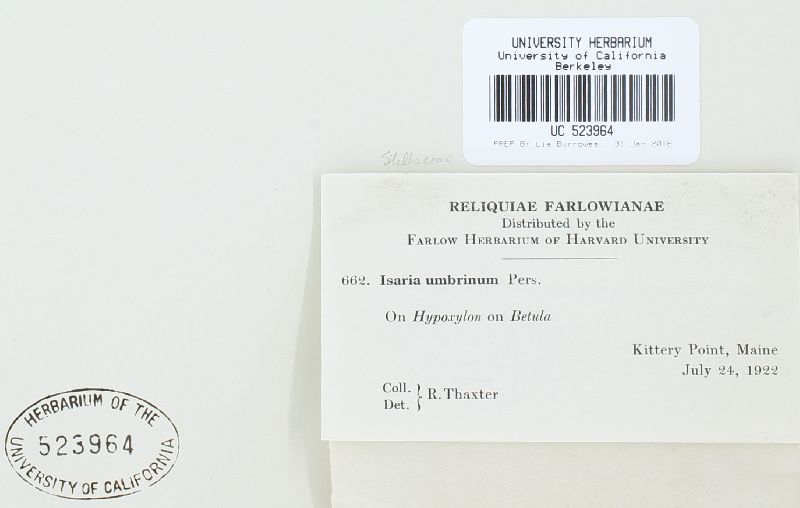 UNIVERSITY HERBARIUM
University of California
Berkeley
UC 523964
PREP By Lia Burrowes , 31 Jan 2018
Stilbaceae
RELIQUIAE FARLOWIANAE
Distributed by the
FARLOW HERBARIUM OF HARVARD UNIVERSITY
662. Isaria umbrinum Pers.
On Hypoxylon on Betula
Kittery Point, Maine
July 24, 1922
Coll. } R. Thaxter
Det.
HERBARIUM OF THE
523964
UNIVERSITY OF CALIFORNIA